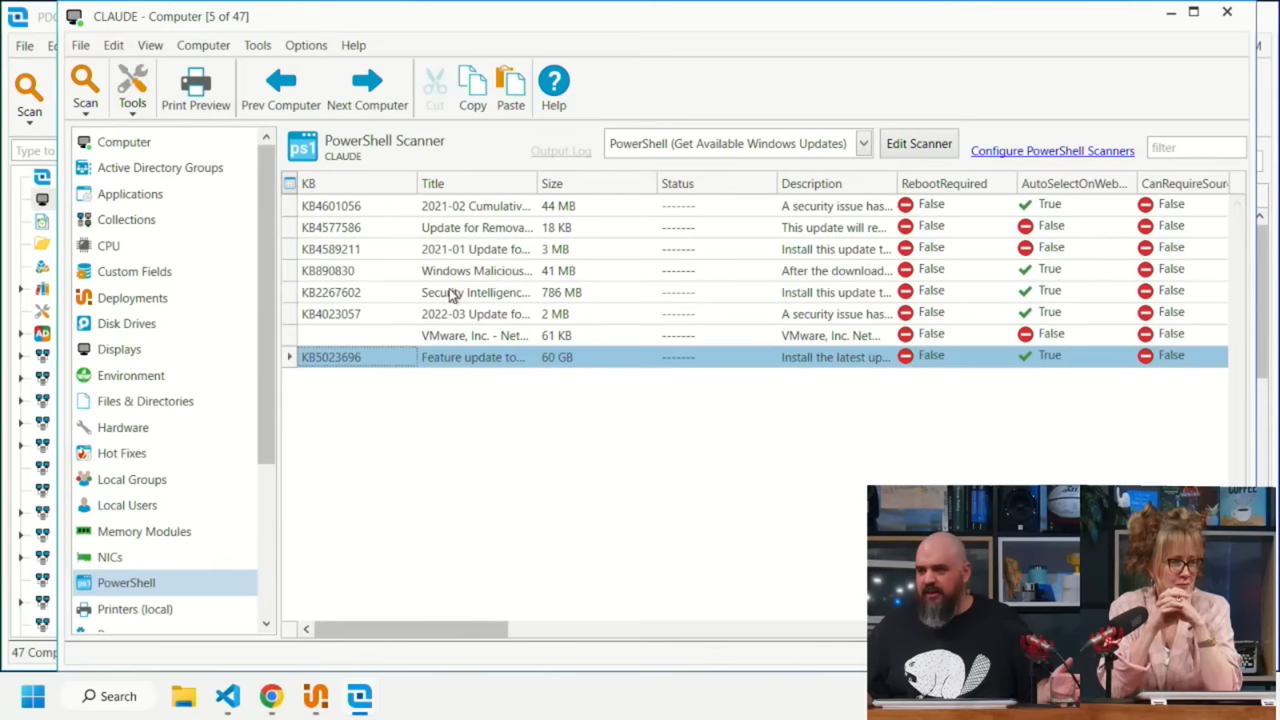 PD
CLAUDE - Computer [5 of 47]
File
File Edit View Computer Tools Options Help
Scan
Scan Tools Print Preview Prev Computer Next Computer Cut Copy Paste Help
Type to
Computer
Active Directory Groups
Applications
Collections
CPU
Custom Fields
Deployments
Disk Drives
Displays
Environment
Files & Directories
Hardware
Hot Fixes
Local Groups
Local Users
Memory Modules
NICs
PowerShell
Printers (local)
AD
ps1
PowerShell Scanner
CLAUDE
Output Log
PowerShell (Get Available Windows Updates)
Edit Scanner
Configure PowerShell Scanners
filter
KB Title Size Status Description RebootRequired AutoSelectOnWeb... CanRequireSour
KB4601056 2021-02 Cumulativ... 44 MB ------- A security issue has... False True False
KB4577586 Update for Remova... 18 KB ------- This update will re... False False False
KB4589211 2021-01 Update fo... 3 MB ------- Install this update t... False False False
KB890830 Windows Malicious... 41 MB ------- After the download... False True False
KB2267602 Security Intelligenc... 786 MB ------- Install this update t... False True False
KB4023057 2022-03 Update fo... 2 MB ------- A security issue has... False True False
VMware, Inc. - Net... 61 KB ------- VMware, Inc. Net... False False False
KB5023696 Feature update to... 60 GB ------- Install the latest up... False True False
47 Comp
COFFEE
Search